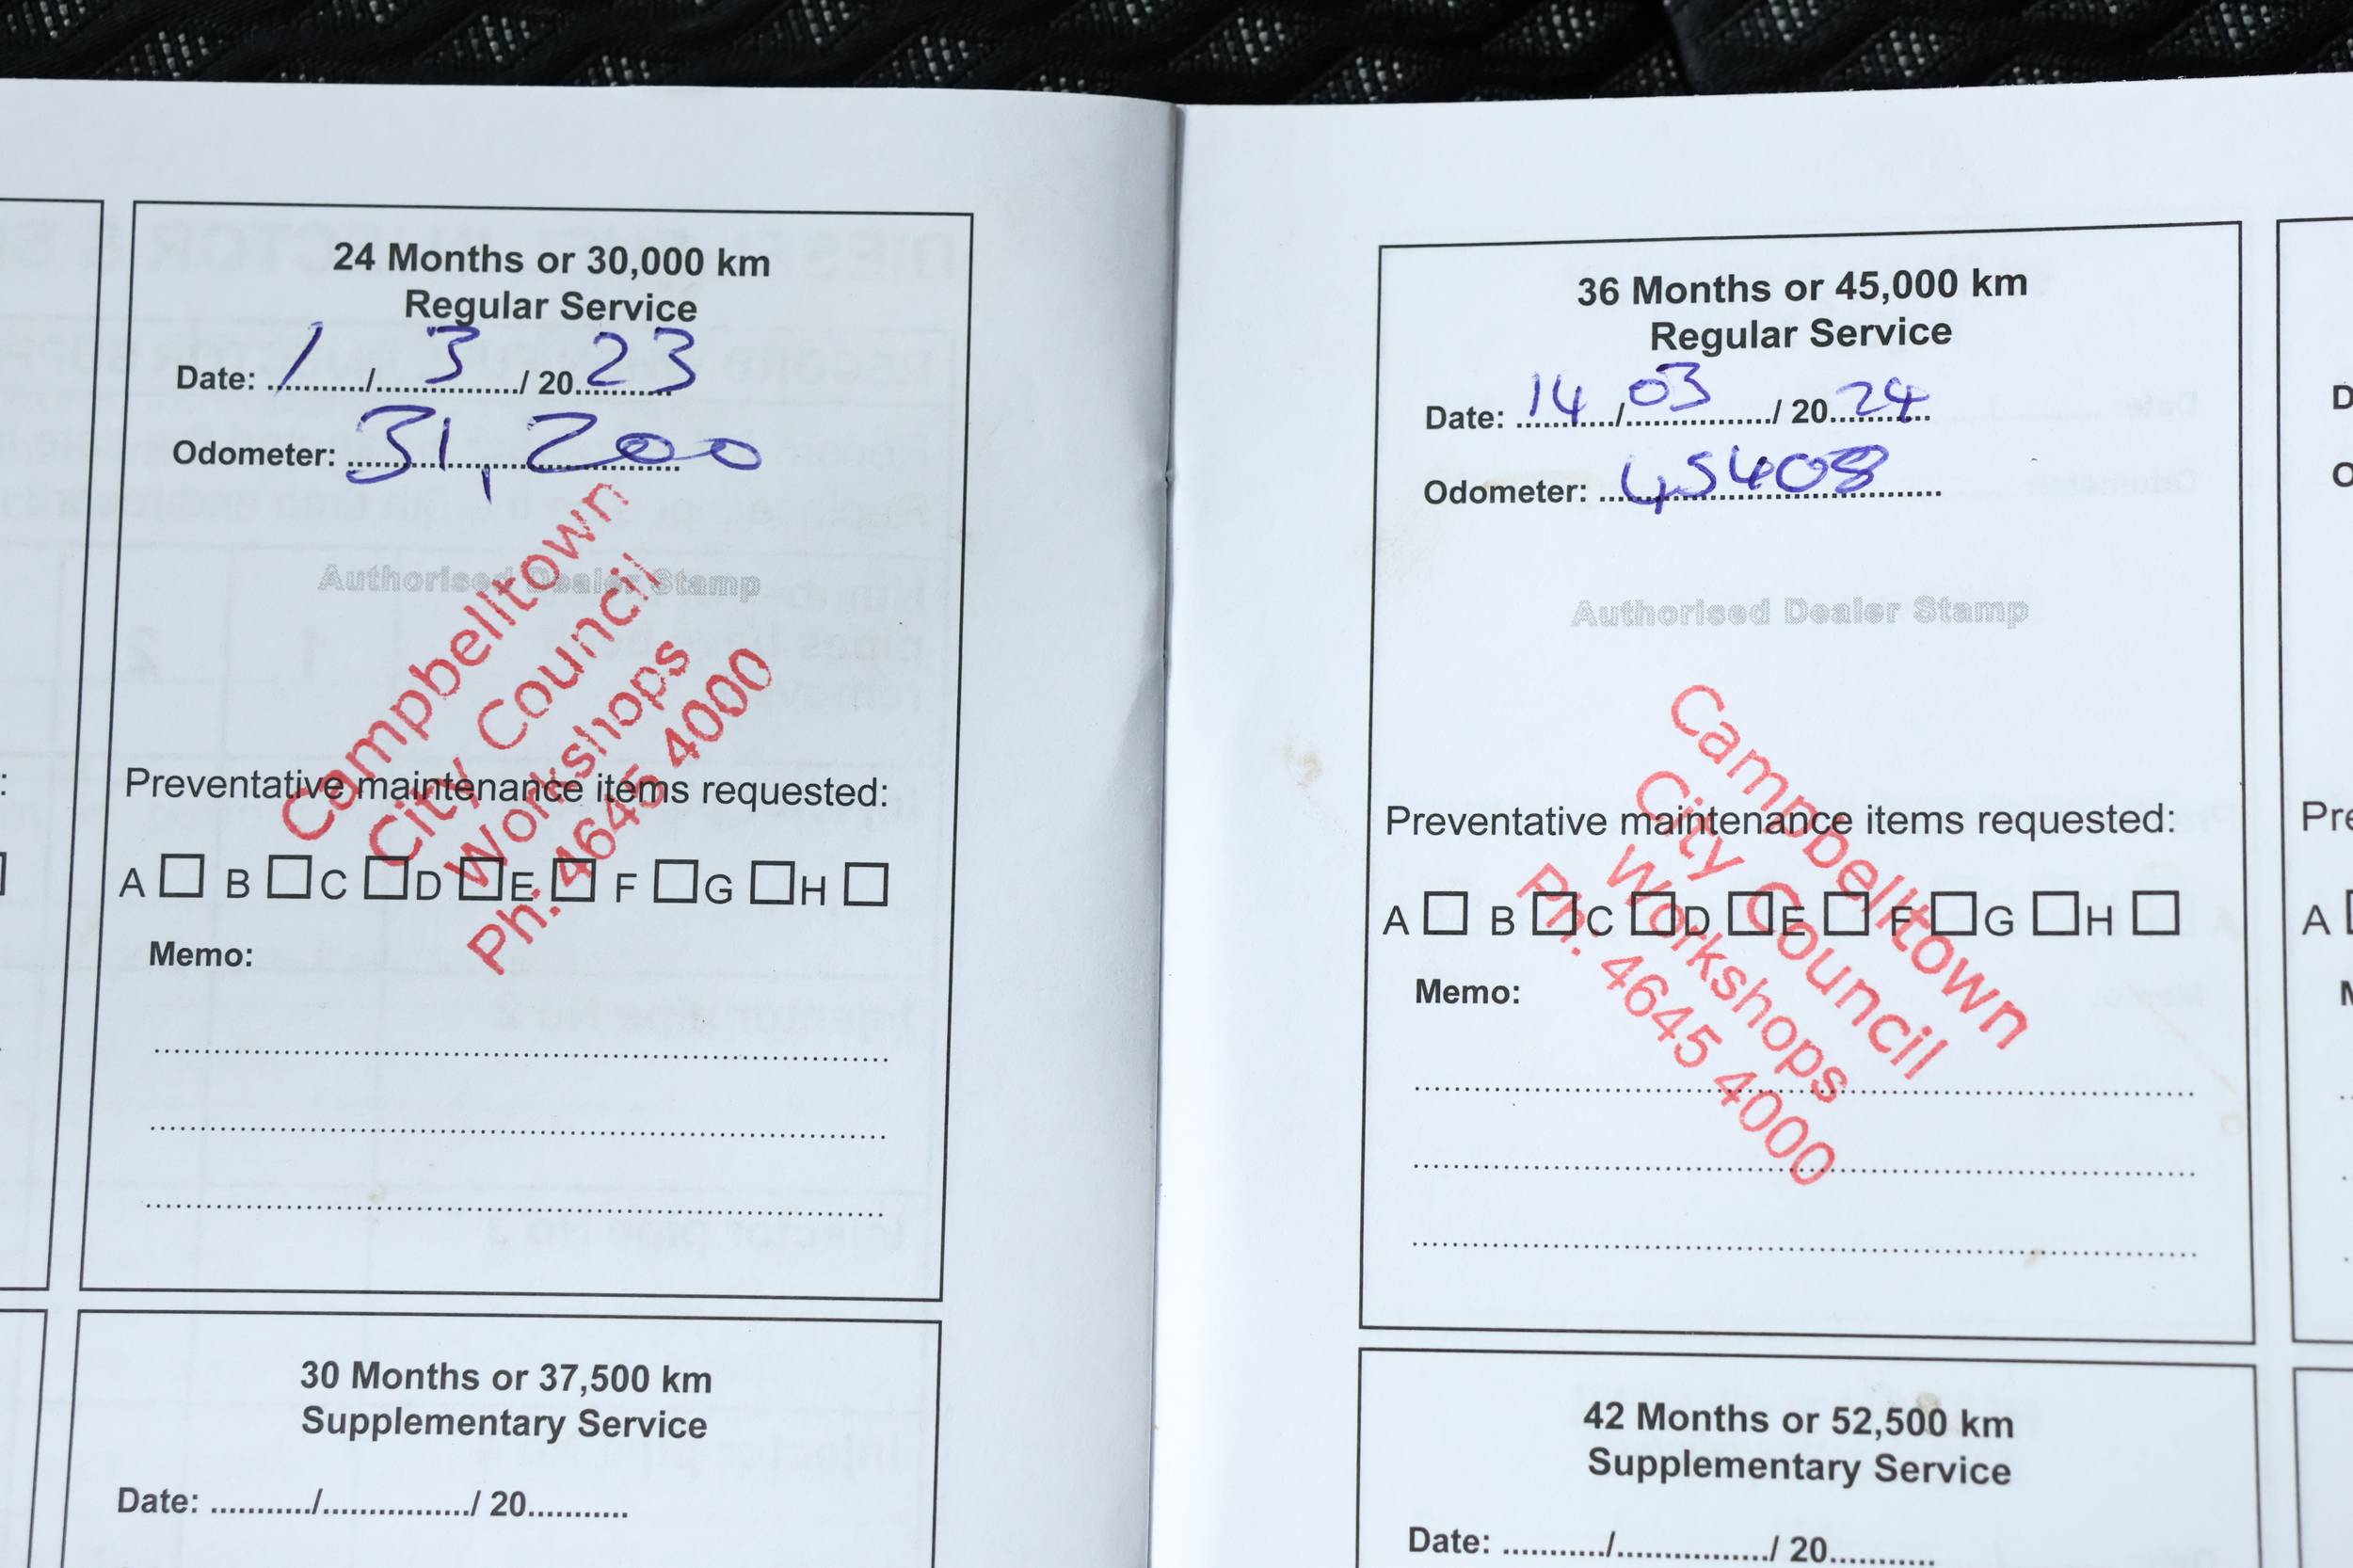 24 Months or 30,000 km
Regular Service
Date: 1 / 3 / 20 23
Odometer: 31,200
Authorised Dealer Stamp
Campbelltown
City Council
Workshops
Ph: 4645 4000
Preventative maintenance items requested:
A B C D E F G H
Memo:
30 Months or 37,500 km
Supplementary Service
Date: .........../................/ 20...........
36 Months or 45,000 km
Regular Service
Date: 14 / 03 / 20 24
Odometer: 45408
Authorised Dealer Stamp
Campbelltown
City Council
Workshops
Ph: 4645 4000
Preventative maintenance items requested:
A B C D E F G H
Memo:
42 Months or 52,500 km
Supplementary Service
Date: .........../................/ 20...........
A